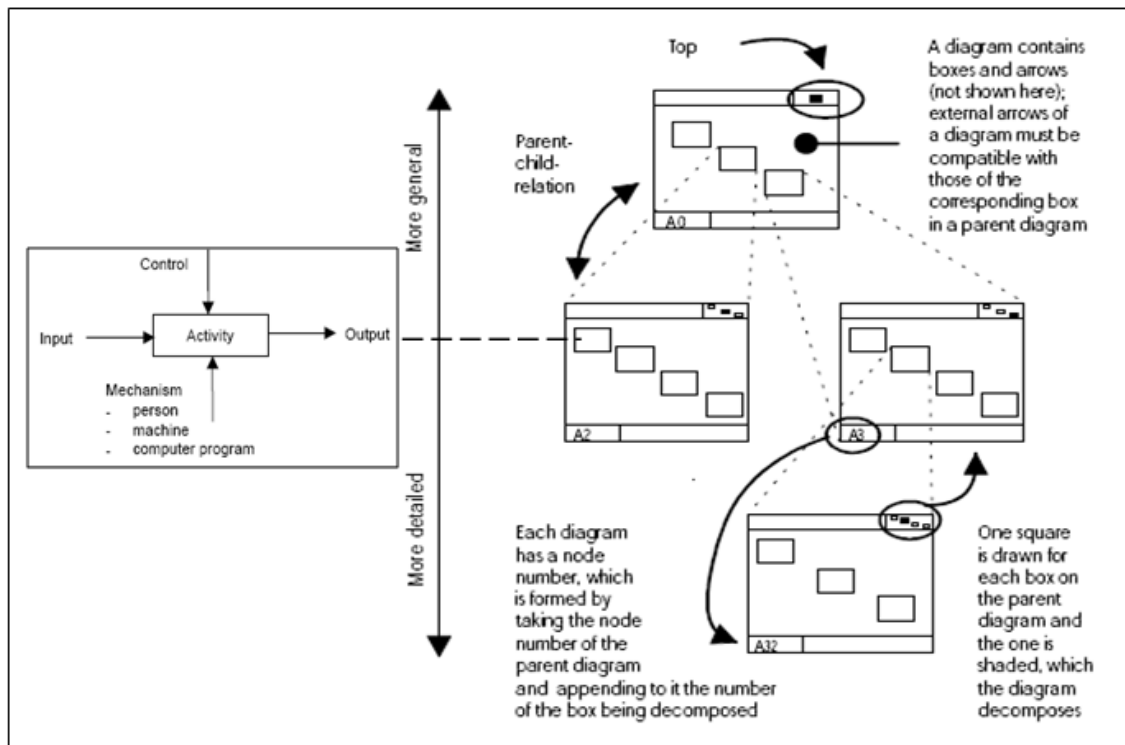 Top
A diagram contains
boxes and arrows
(not shown here);
external arrows of
a diagram must be
compatible with
those of the
corresponding box
in a parent diagram
Parent-
child-
relation
More general
More detailed
A0
Control
Input
Activity
Output
Mechanism
- person
- machine
- computer program
A2
A3
Each diagram
has a node
number, which
is formed by
taking the node
number of the
parent diagram
and appending to it the number
of the box being decomposed
A32
One square
is drawn for
each box on
the parent
diagram and
the one is
shaded, which
the diagram
decomposes